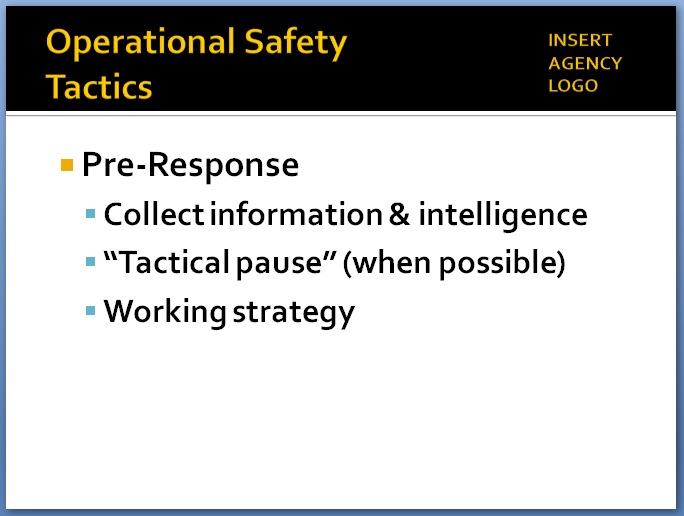 Operational Safety
Tactics
INSERT
AGENCY
LOGO
Pre-Response
Collect information & intelligence
“Tactical pause” (when possible)
Working strategy